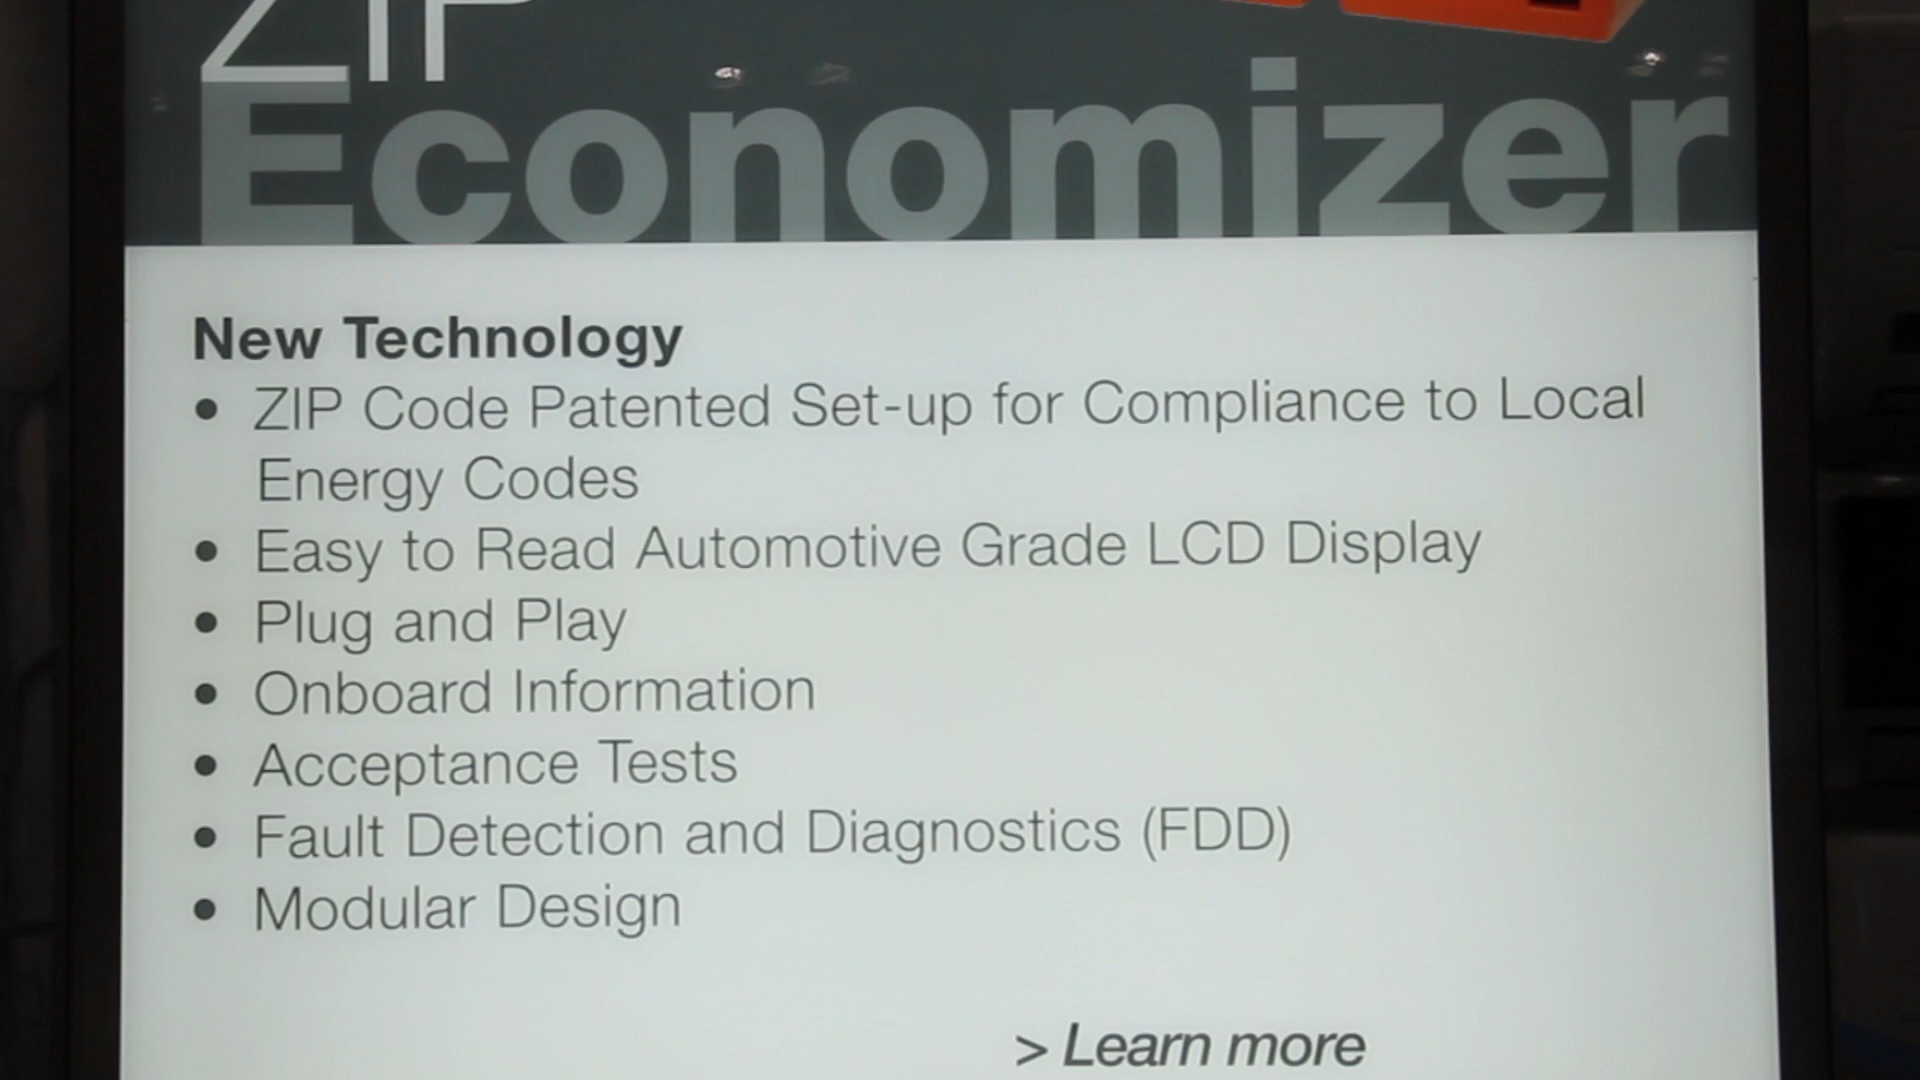 ZIP
Economizer
New Technology
• ZIP Code Patented Set-up for Compliance to Local
Energy Codes
• Easy to Read Automotive Grade LCD Display
• Plug and Play
• Onboard Information
• Acceptance Tests
• Fault Detection and Diagnostics (FDD)
• Modular Design
> Learn more